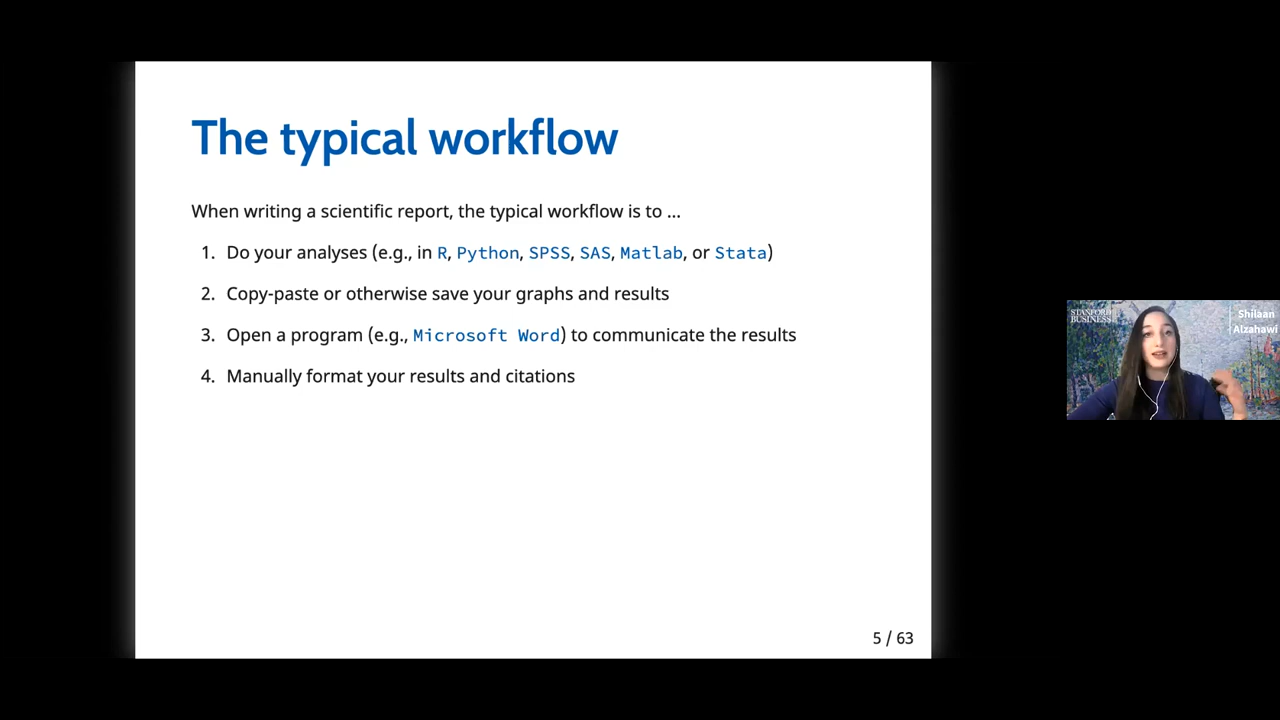 The typical workflow
When writing a scientific report, the typical workflow is to ...
1. Do your analyses (e.g., in R, Python, SPSS, SAS, Matlab, or Stata)
2. Copy-paste or otherwise save your graphs and results
3. Open a program (e.g., Microsoft Word) to communicate the results
4. Manually format your results and citations
5 / 63
STANFORD
BUSINESS
Shilaan
Alzahawi